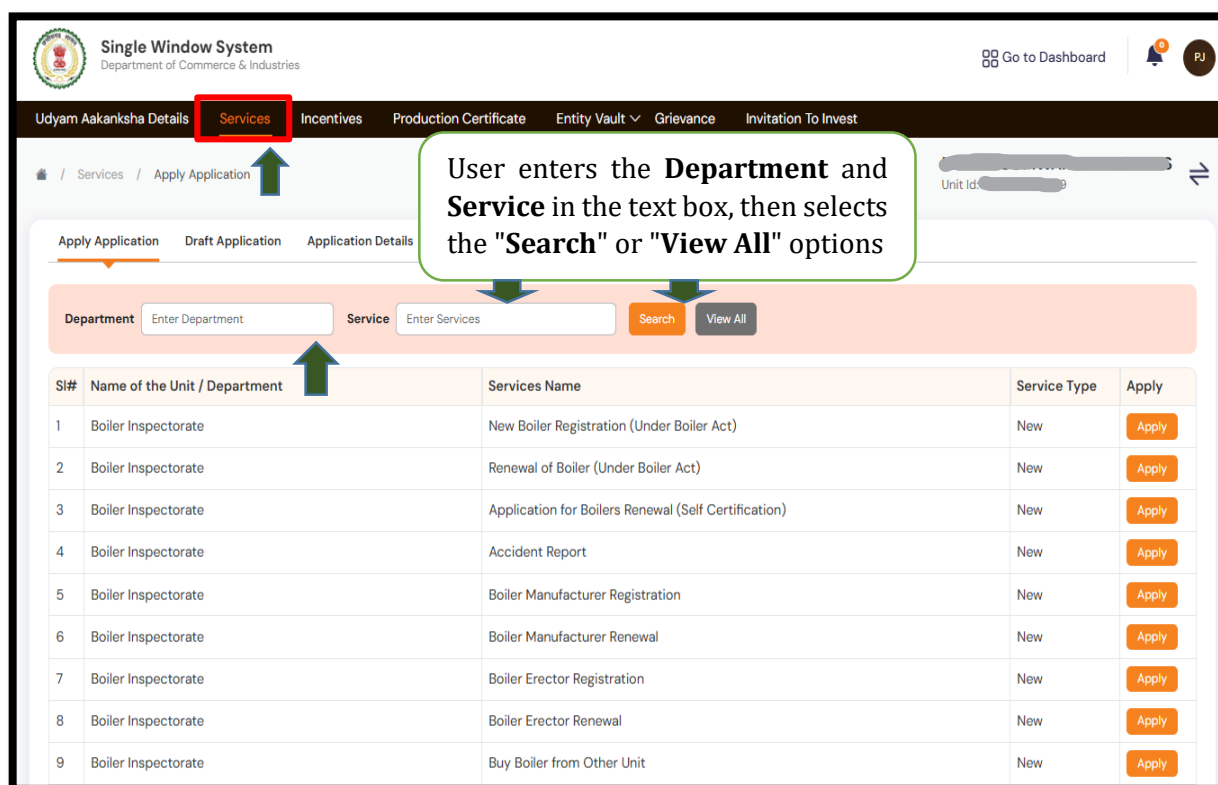 Single Window System
Department of Commerce & Industries
Go to Dashboard
0
PJ
Udyam Aakanksha Details Services Incentives Production Certificate Entity Vault Grievance Invitation To Invest
/ Services / Apply Application
User enters the Department and
Service in the text box, then selects
the "Search" or "View All" options
S
Unit Id: 9
Apply Application Draft Application Application Details
Department Enter Department Service Enter Services Search View All
Sl# Name of the Unit / Department Services Name Service Type Apply
1 Boiler Inspectorate New Boiler Registration (Under Boiler Act) New Apply
2 Boiler Inspectorate Renewal of Boiler (Under Boiler Act) New Apply
3 Boiler Inspectorate Application for Boilers Renewal (Self Certification) New Apply
4 Boiler Inspectorate Accident Report New Apply
5 Boiler Inspectorate Boiler Manufacturer Registration New Apply
6 Boiler Inspectorate Boiler Manufacturer Renewal New Apply
7 Boiler Inspectorate Boiler Erector Registration New Apply
8 Boiler Inspectorate Boiler Erector Renewal New Apply
9 Boiler Inspectorate Buy Boiler from Other Unit New Apply